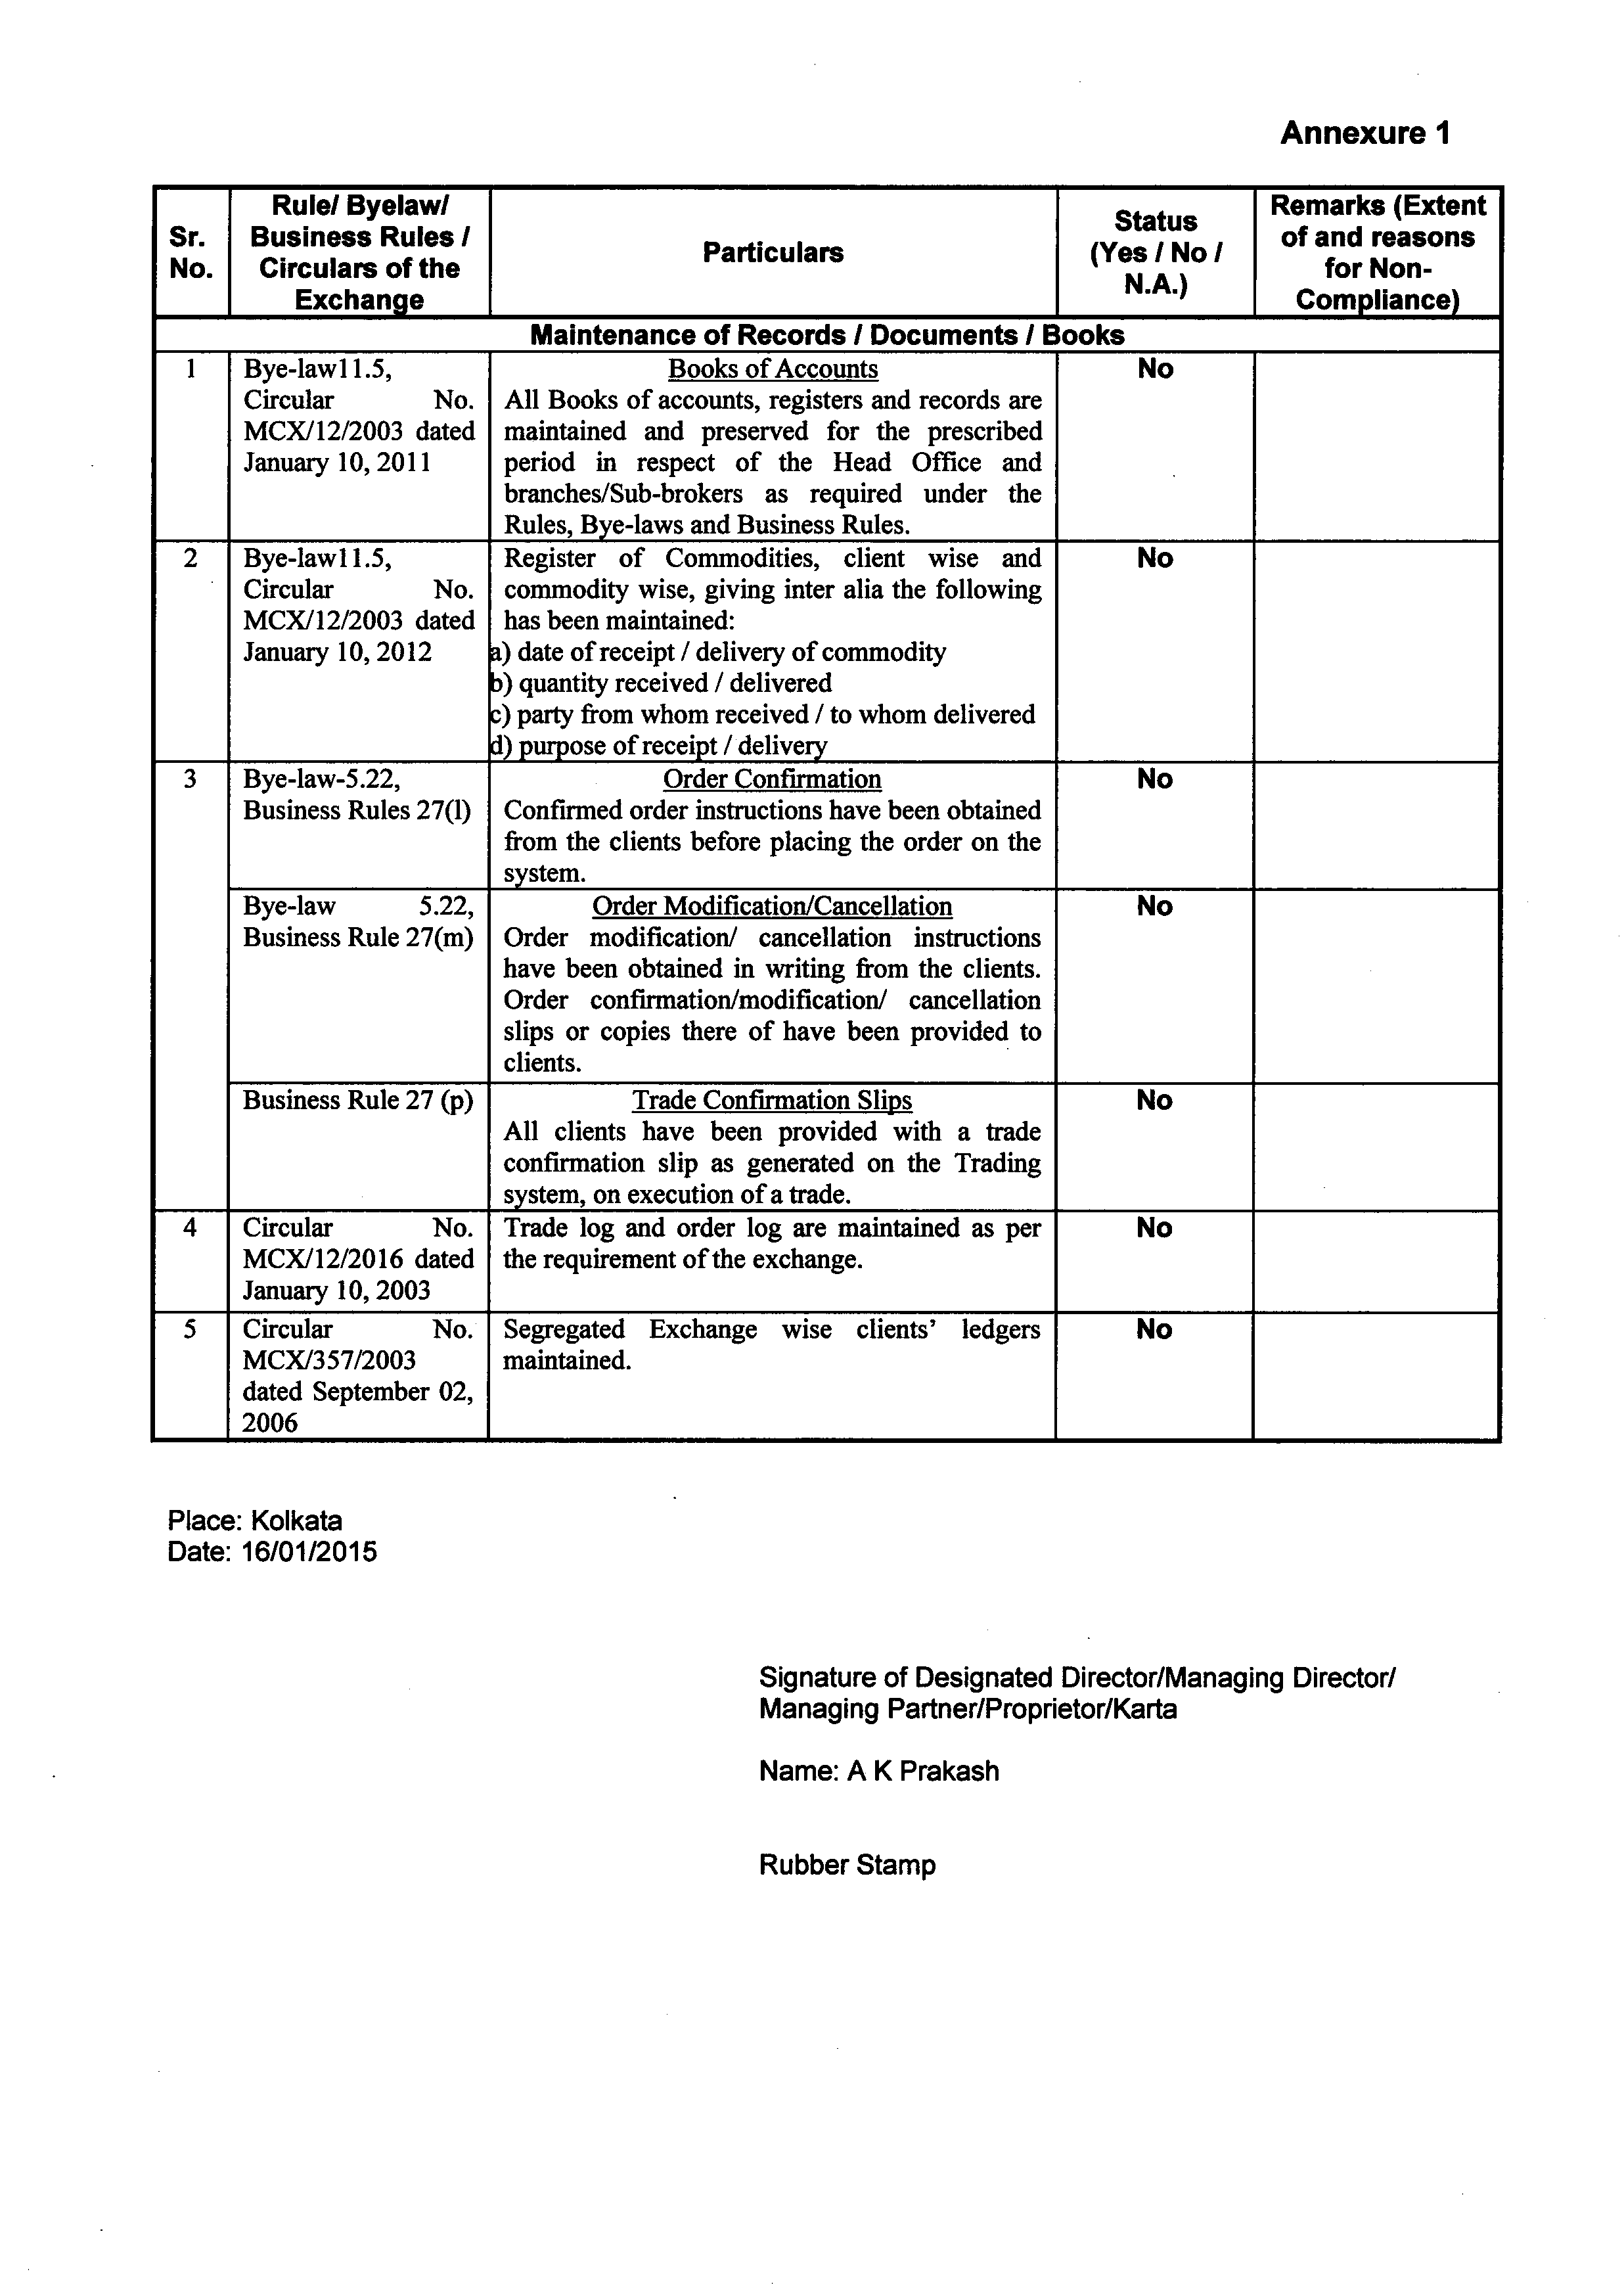 Annexure 1
Sr. No.
Rule/ Byelaw/ Business Rules / Circulars of the Exchange
Particulars
Status (Yes / No / N.A.)
Remarks (Extent of and reasons for Non-Compliance)
Maintenance of Records / Documents / Books
1
Bye-law11.5,
Circular No.
MCX/12/2003 dated
January 10, 2011
Books of Accounts
All Books of accounts, registers and records are
maintained and preserved for the prescribed
period in respect of the Head Office and
branches/Sub-brokers as required under the
Rules, Bye-laws and Business Rules.
No
2
Bye-law11.5,
Circular No.
MCX/12/2003 dated
January 10, 2012
Register of Commodities, client wise and
commodity wise, giving inter alia the following
has been maintained:
a) date of receipt / delivery of commodity
b) quantity received / delivered
c) party from whom received / to whom delivered
d) purpose of receipt / delivery
No
3
Bye-law-5.22,
Business Rules 27(l)
Order Confirmation
Confirmed order instructions have been obtained
from the clients before placing the order on the
system.
No
Bye-law 5.22,
Business Rule 27(m)
Order Modification/Cancellation
Order modification/ cancellation instructions
have been obtained in writing from the clients.
Order confirmation/modification/ cancellation
slips or copies there of have been provided to
clients.
No
Business Rule 27 (p)
Trade Confirmation Slips
All clients have been provided with a trade
confirmation slip as generated on the Trading
system, on execution of a trade.
No
4
Circular No.
MCX/12/2016 dated
January 10, 2003
Trade log and order log are maintained as per
the requirement of the exchange.
No
5
Circular No.
MCX/357/2003
dated September 02,
2006
Segregated Exchange wise clients' ledgers
maintained.
No
Place: Kolkata
Date: 16/01/2015
Signature of Designated Director/Managing Director/
Managing Partner/Proprietor/Karta
Name: A K Prakash
Rubber Stamp